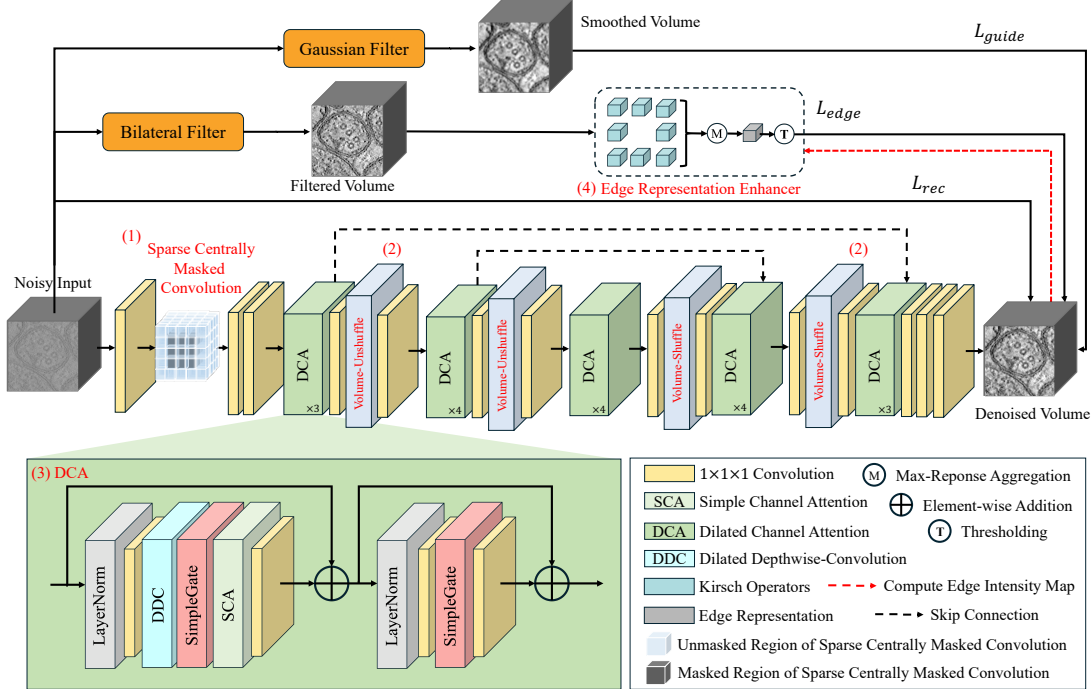 Smoothed Volume
Gaussian Filter
L_guide
Bilateral Filter
Filtered Volume
M
T
L_edge
(4) Edge Representation Enhancer
L_rec
(1)
Sparse Centrally
Masked
Convolution
(2)
(2)
Noisy Input
DCA
×3
Volume-Unshuffle
DCA
×4
Volume-Unshuffle
DCA
×4
Volume-Shuffle
DCA
×4
Volume-Shuffle
DCA
×3
Denoised Volume
(3) DCA
LayerNorm
DDC
SimpleGate
SCA
LayerNorm
SimpleGate
1×1×1 Convolution
M Max-Reponse Aggregation
SCA Simple Channel Attention
Element-wise Addition
DCA Dilated Channel Attention
T Thresholding
DDC Dilated Depthwise-Convolution
Kirsch Operators
Compute Edge Intensity Map
Edge Representation
Skip Connection
Unmasked Region of Sparse Centrally Masked Convolution
Masked Region of Sparse Centrally Masked Convolution